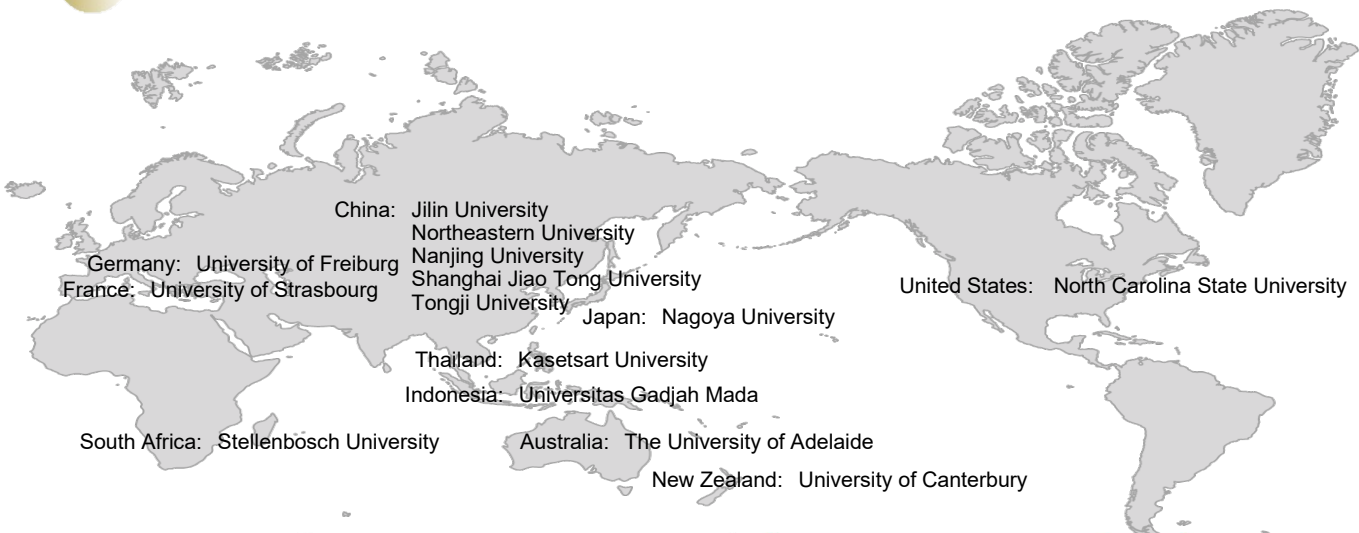 China: Jilin University
Northeastern University
Nanjing University
Shanghai Jiao Tong University
Tongji University
Germany: University of Freiburg
France: University of Strasbourg
United States: North Carolina State University
Japan: Nagoya University
Thailand: Kasetsart University
Indonesia: Universitas Gadjah Mada
South Africa: Stellenbosch University
Australia: The University of Adelaide
New Zealand: University of Canterbury